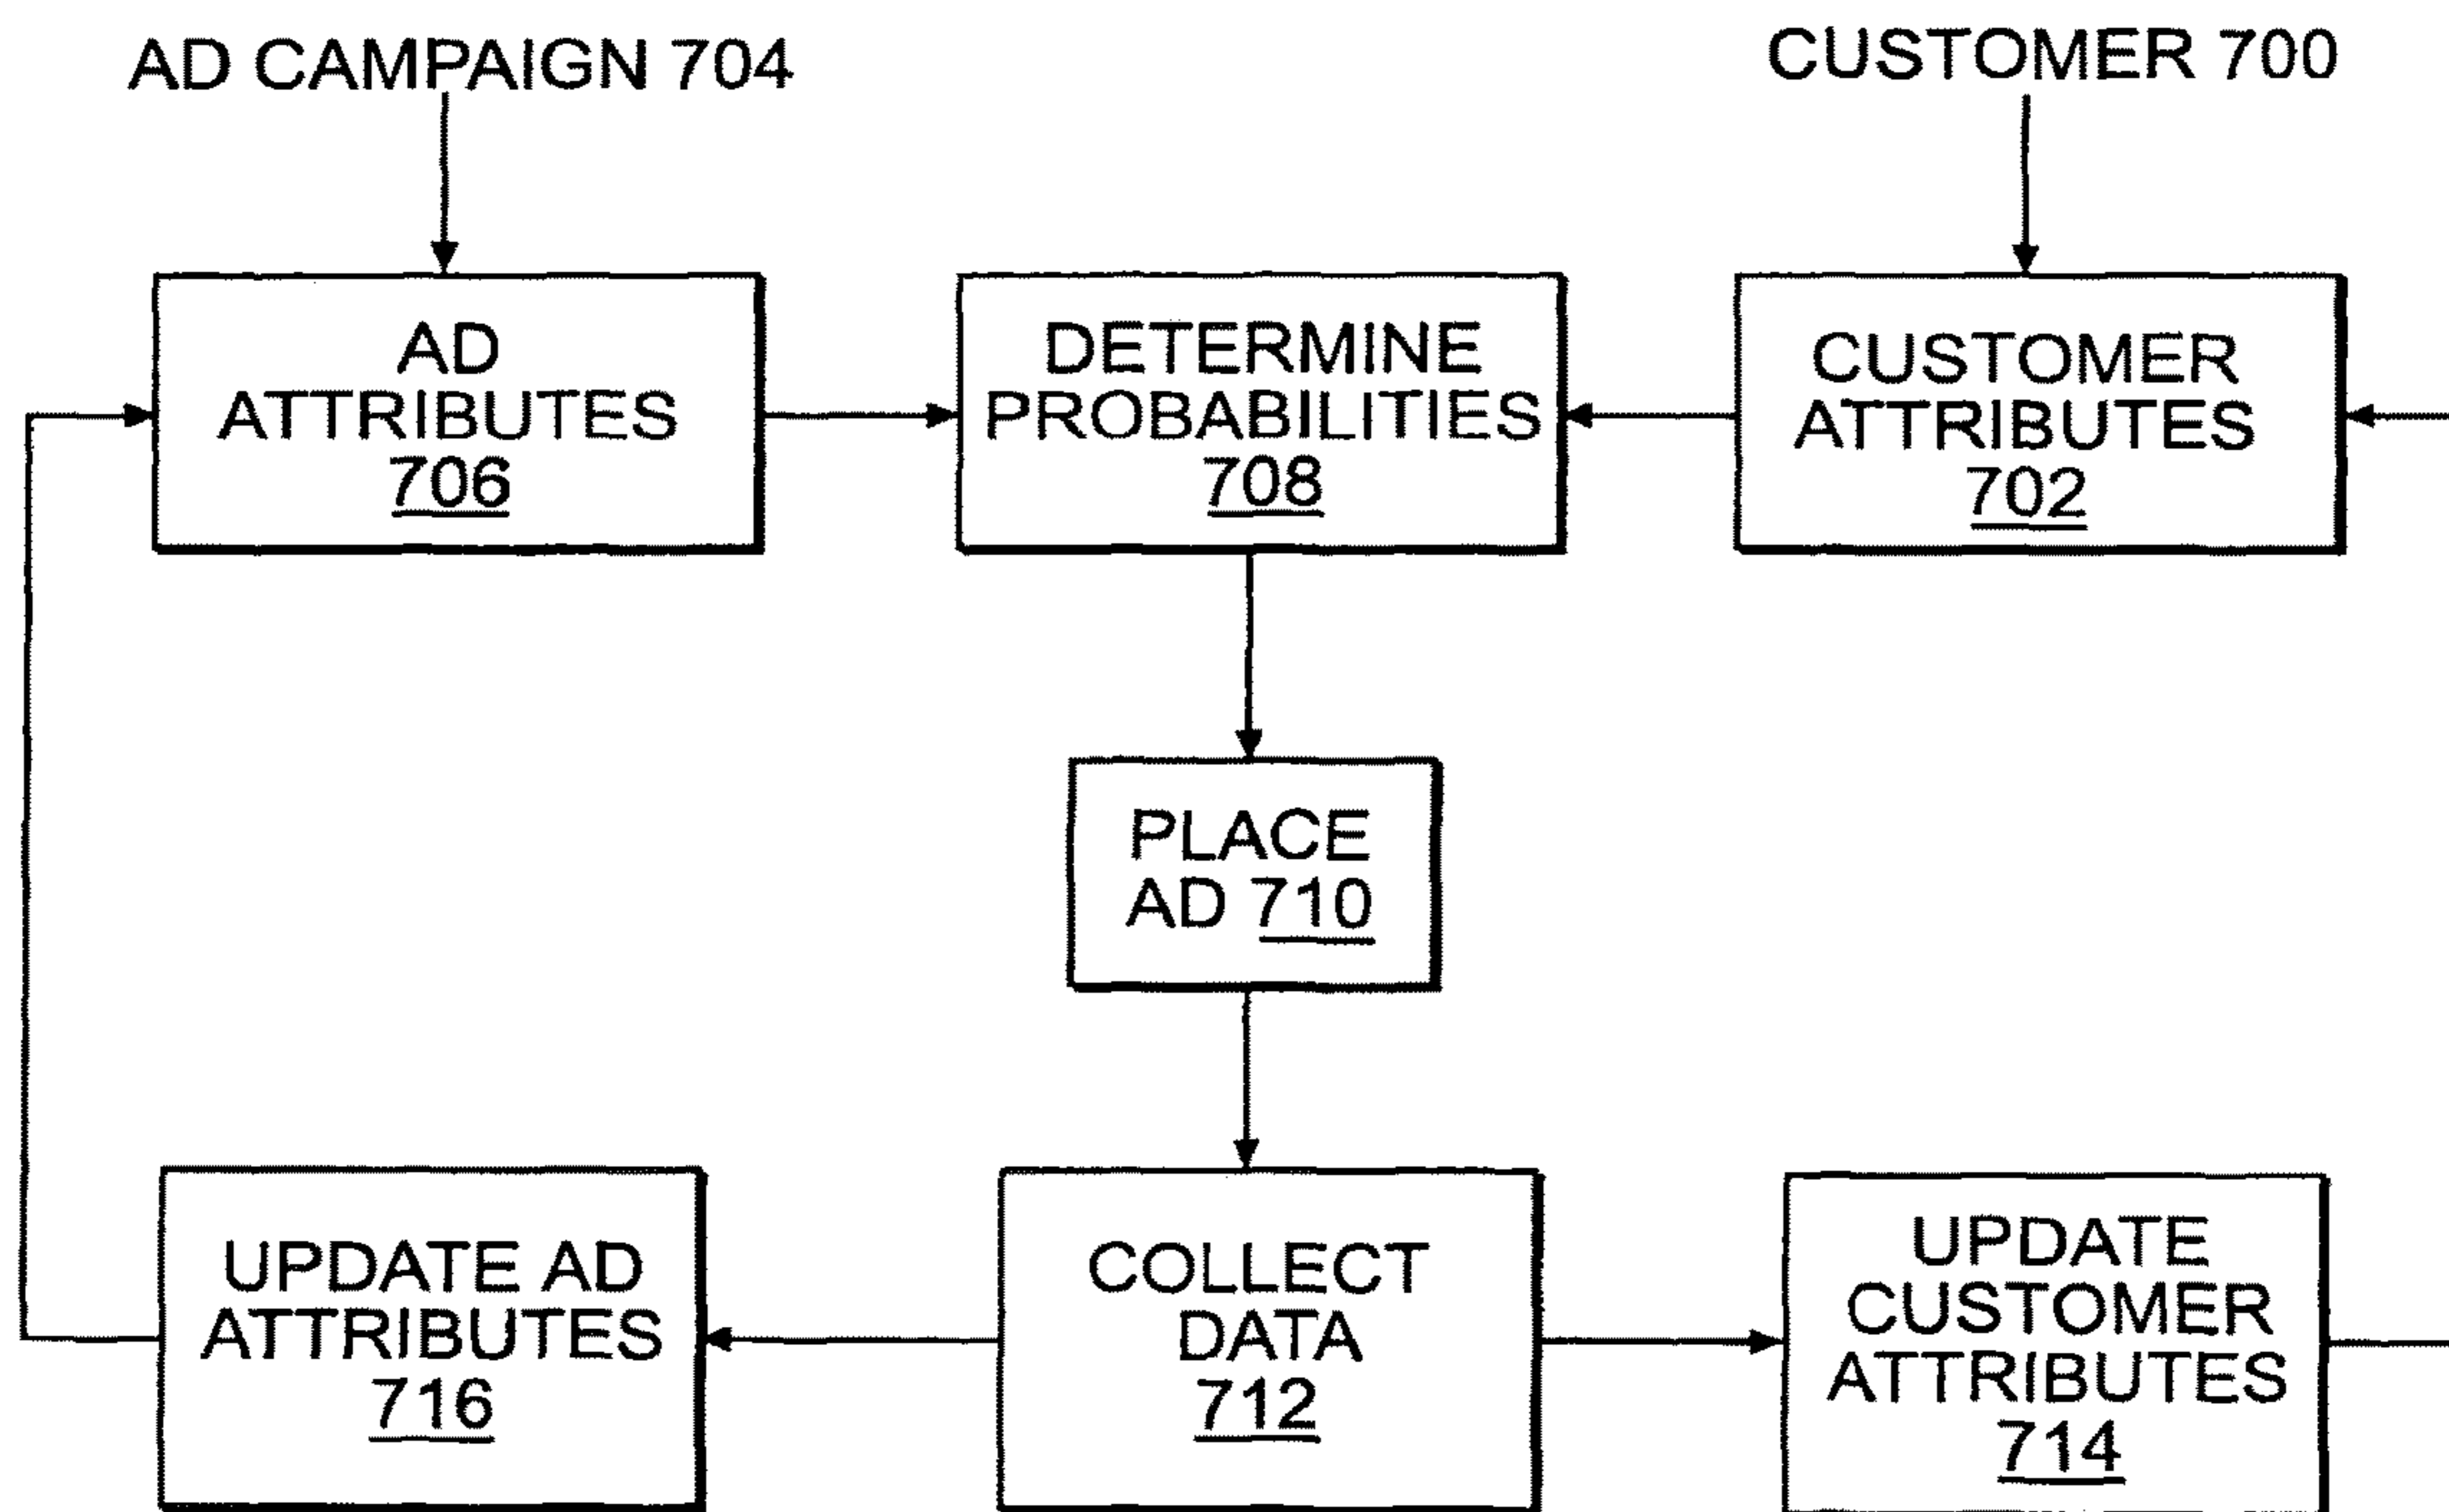 AD CAMPAIGN 704
CUSTOMER 700
AD
ATTRIBUTES
706
DETERMINE
PROBABILITIES
708
CUSTOMER
ATTRIBUTES
702
PLACE
AD 710
UPDATE AD
ATTRIBUTES
716
COLLECT
DATA
712
UPDATE
CUSTOMER
ATTRIBUTES
714